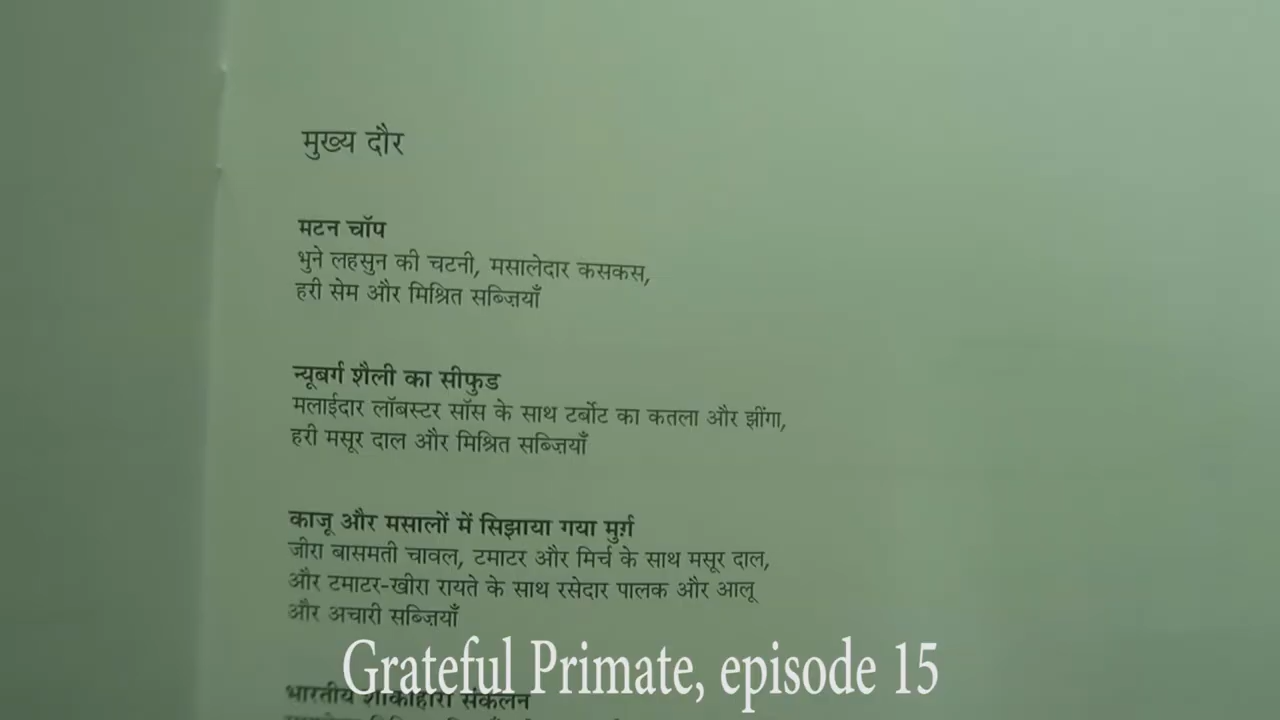 मुख्य दौर
मटन चॉप
भुने लहसुन की चटनी, मसालेदार कसकस,
हरी सेम और मिश्रित सब्ज़ियाँ
न्यूबर्ग शैली का सीफुड
मलाईदार लॉबस्टर सॉस के साथ टर्बोट का कतला और झींगा,
हरी मसूर दाल और मिश्रित सब्ज़ियाँ
काजू और मसालों में सिझाया गया मुर्ग़
जीरा बासमती चावल, टमाटर और मिर्च के साथ मसूर दाल,
और टमाटर-खीरा रायते के साथ रसेदार पालक और आलू
और अचारी सब्ज़ियाँ
Grateful Primate, episode 15
भारतीय शाकाहारी संकलन